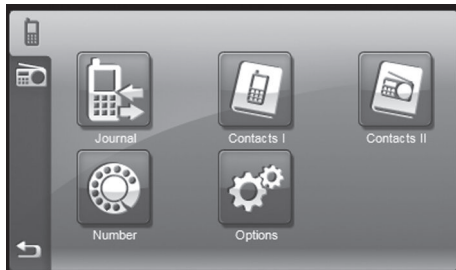 Journal
Contacts I
Contacts II
Number
Options